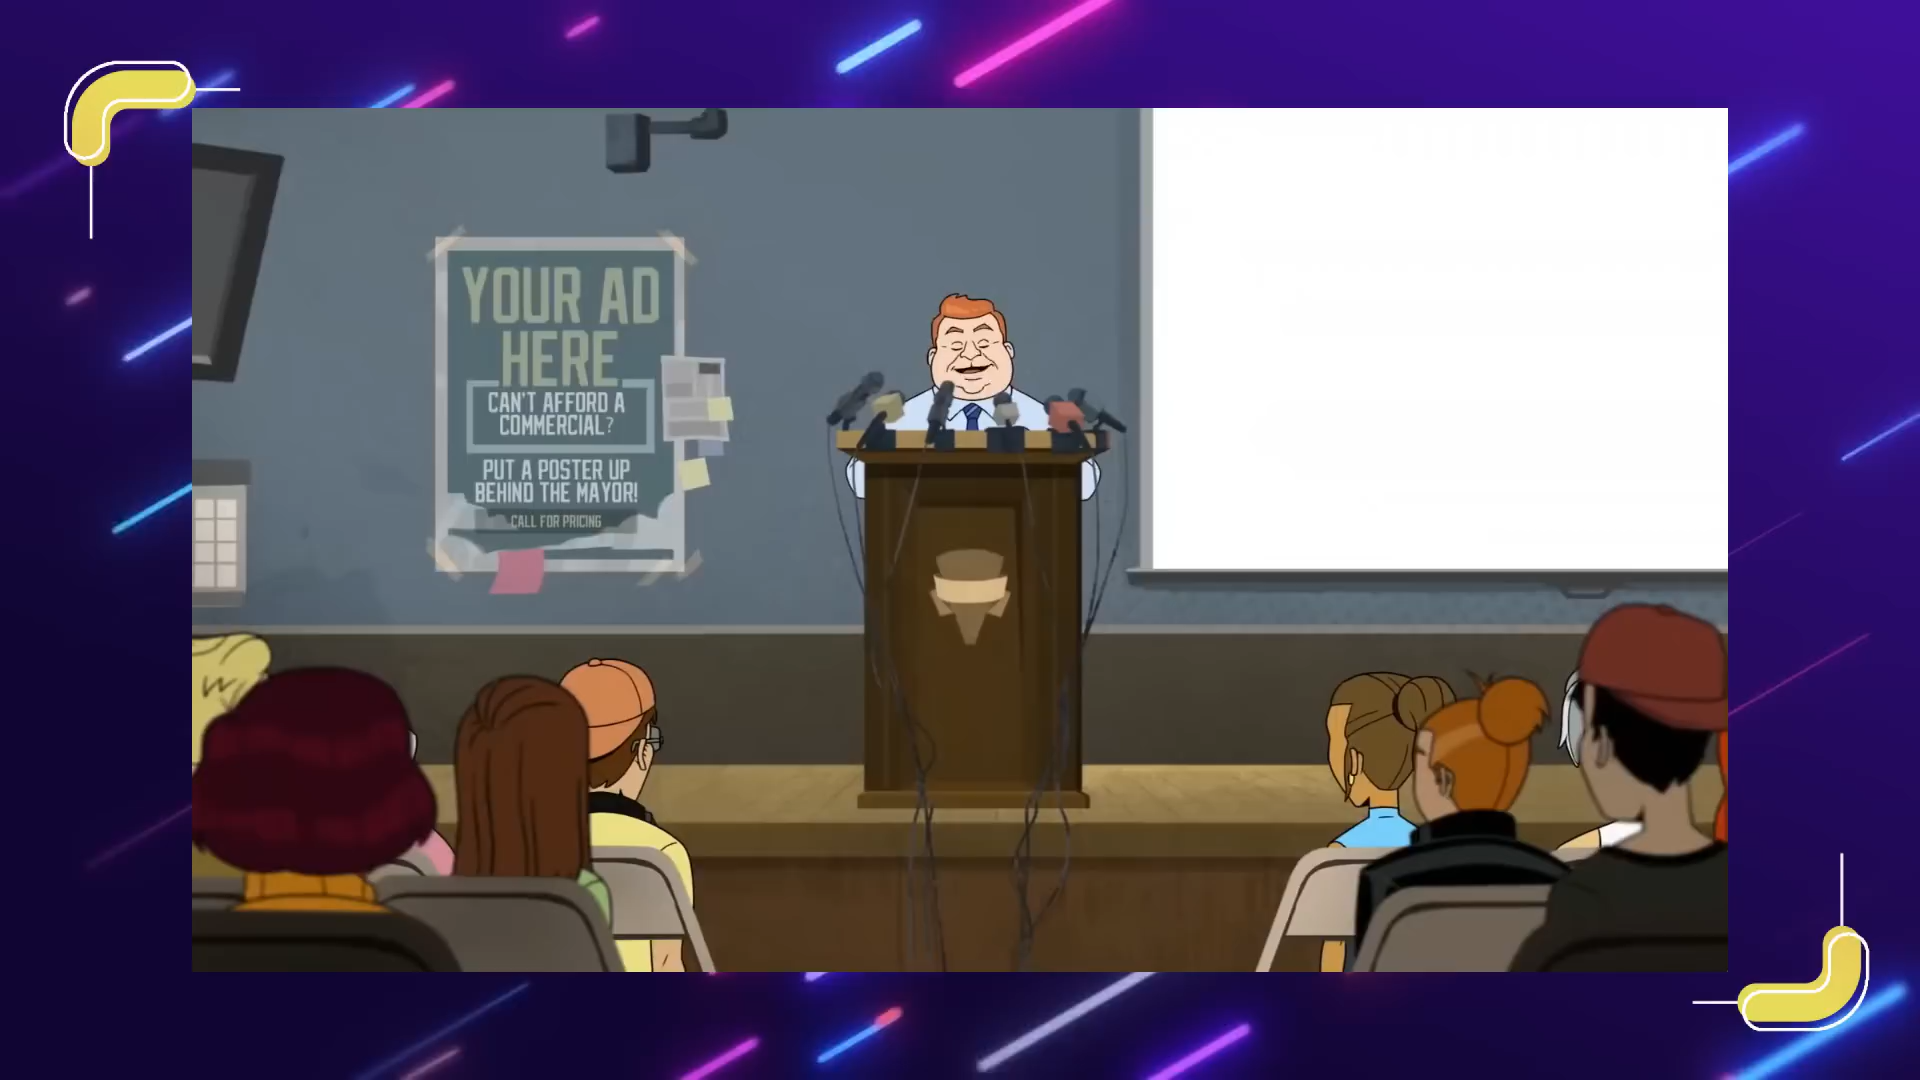 YOUR AD
HERE
CAN'T AFFORD A
COMMERCIAL?
PUT A POSTER UP
BEHIND THE MAYOR!
CALL FOR PRICING